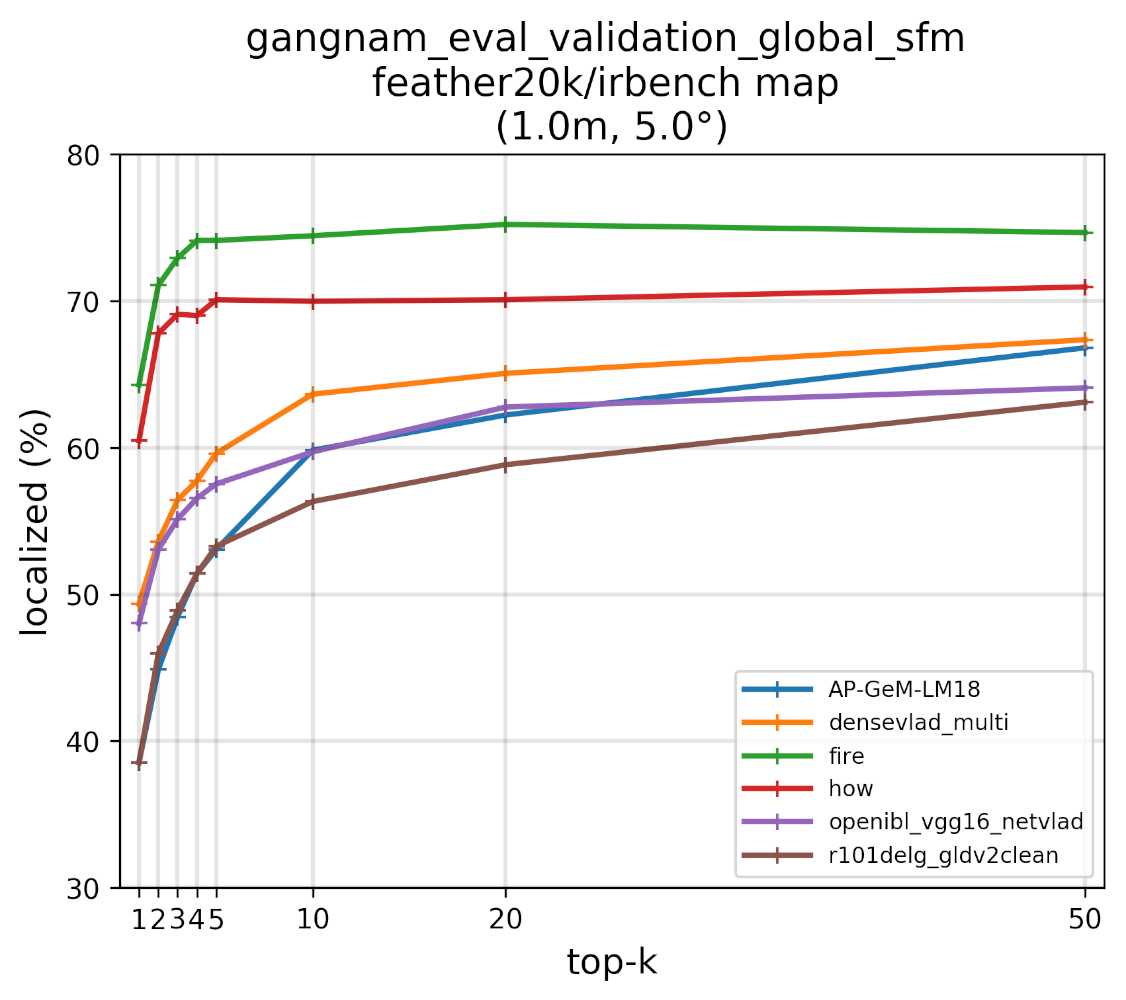 gangnam_eval_validation_global_sfm
feather20k/irbench map
(1.0m, 5.0°)
80
70
60
50
40
30
localized (%)
AP-GeM-LM18
densevlad_multi
fire
how
openibl_vgg16_netvlad
r101delg_gldv2clean
1 2 3 4 5 10 20 50
top-k